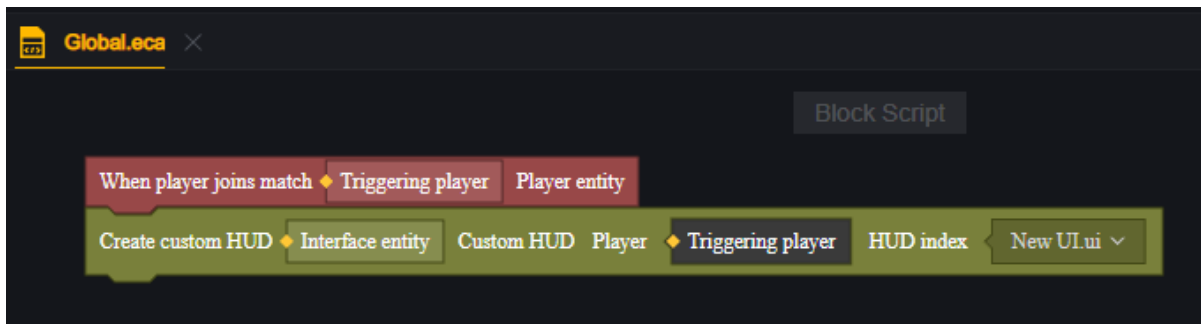 Global.eca
Block Script
When player joins match Triggering player Player entity
Create custom HUD Interface entity Custom HUD Player Triggering player HUD index New UI.ui